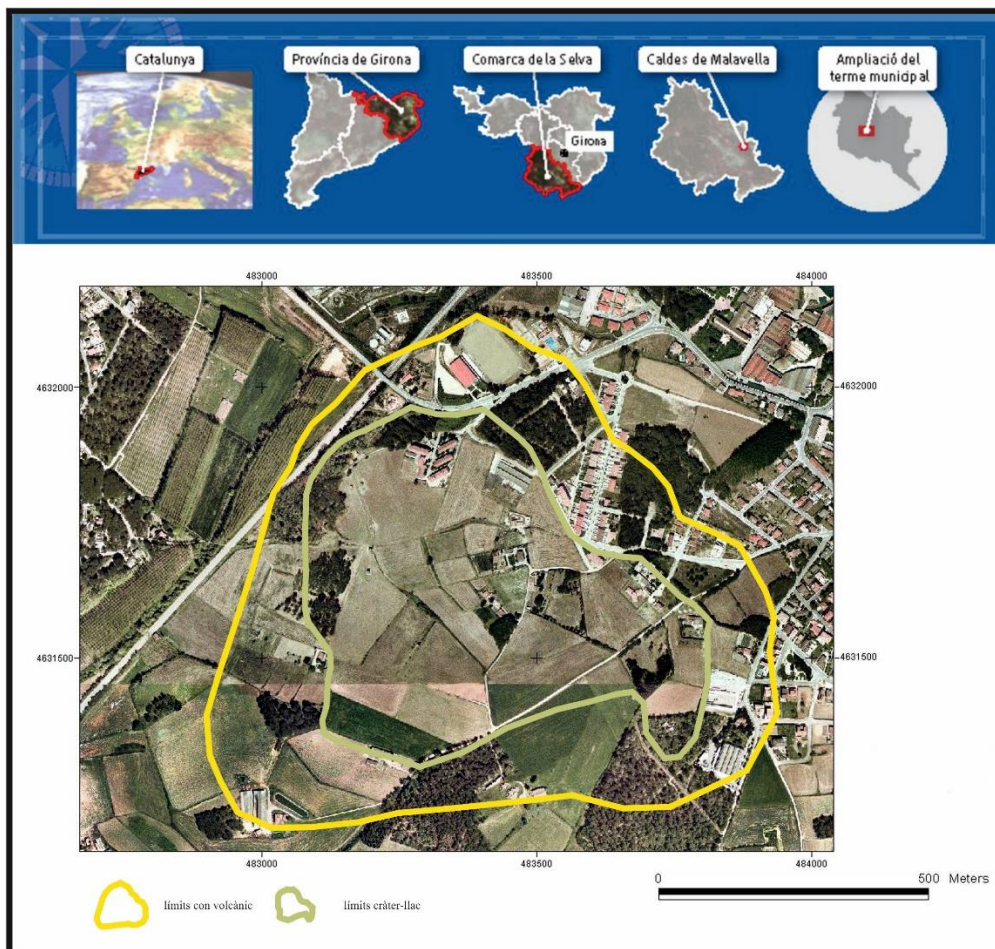 Catalunya
Província de Girona
Comarca de la Selva
Caldes de Malavella
Ampliació del
terme municipal
Girona
483000
483500
484000
4632000
4632000
4631500
4631500
483000
483500
484000
0
500 Meters
límits con volcànic
límits cràter-llac